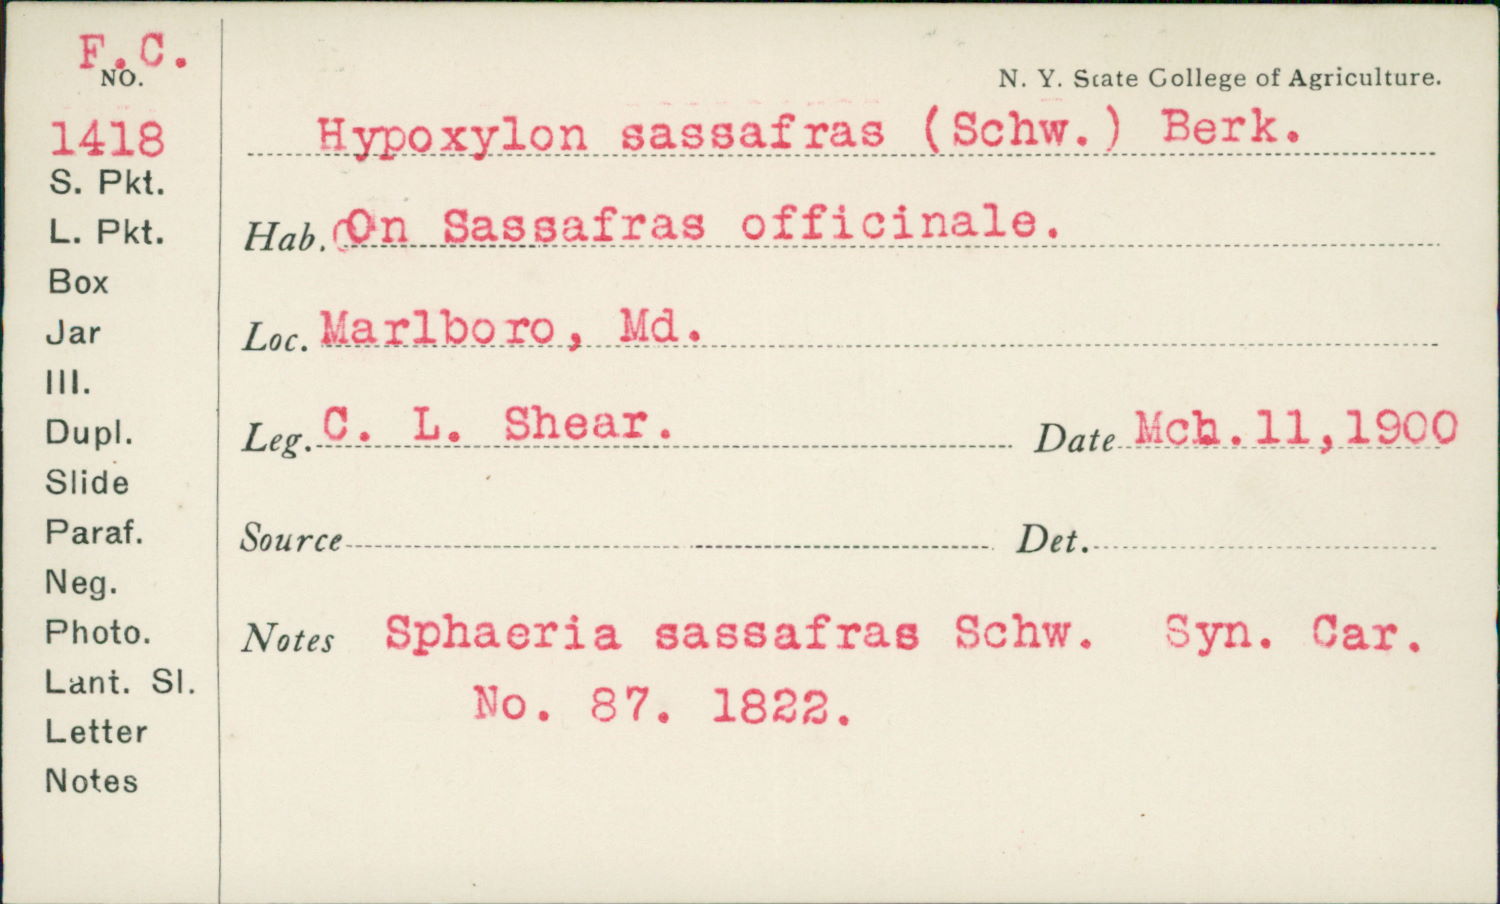 F.C.
NO.
N. Y. State College of Agriculture.
1418
Hypoxylon sassafras (Schw.) Berk.
S. Pkt.
L. Pkt.
Hab. On Sassafras officinale.
Box
Jar
Loc. Marlboro, Md.
Ill.
Dupl.
Leg. C. L. Shear. Date Mch.11,1900
Slide
Paraf.
Source Det.
Neg.
Photo.
Notes Sphaeria sassafras Schw. Syn. Car.
Lant. Sl.
No. 87. 1822.
Letter
Notes